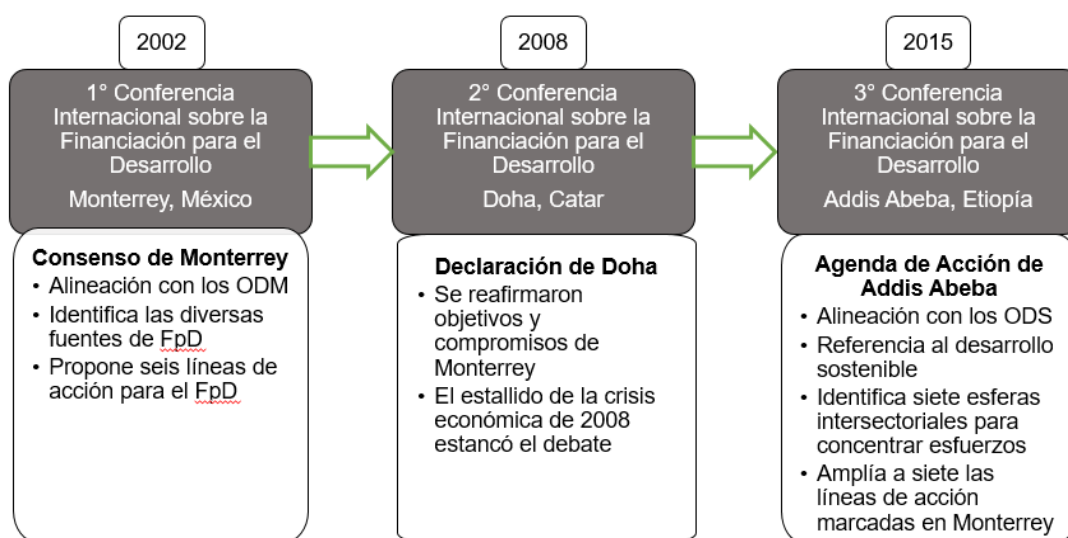 2002
1° Conferencia
Internacional sobre la
Financiación para el
Desarrollo
Monterrey, México
Consenso de Monterrey
• Alineación con los ODM
• Identifica las diversas
fuentes de FpD
• Propone seis líneas de
acción para el FpD
2008
2° Conferencia
Internacional sobre la
Financiación para el
Desarrollo
Doha, Catar
Declaración de Doha
• Se reafirmaron
objetivos y
compromisos de
Monterrey
• El estallido de la crisis
económica de 2008
estancó el debate
2015
3° Conferencia
Internacional sobre la
Financiación para el
Desarrollo
Addis Abeba, Etiopía
Agenda de Acción de
Addis Abeba
• Alineación con los ODS
• Referencia al desarrollo
sostenible
• Identifica siete esferas
intersectoriales para
concentrar esfuerzos
• Amplía a siete las
líneas de acción
marcadas en Monterrey